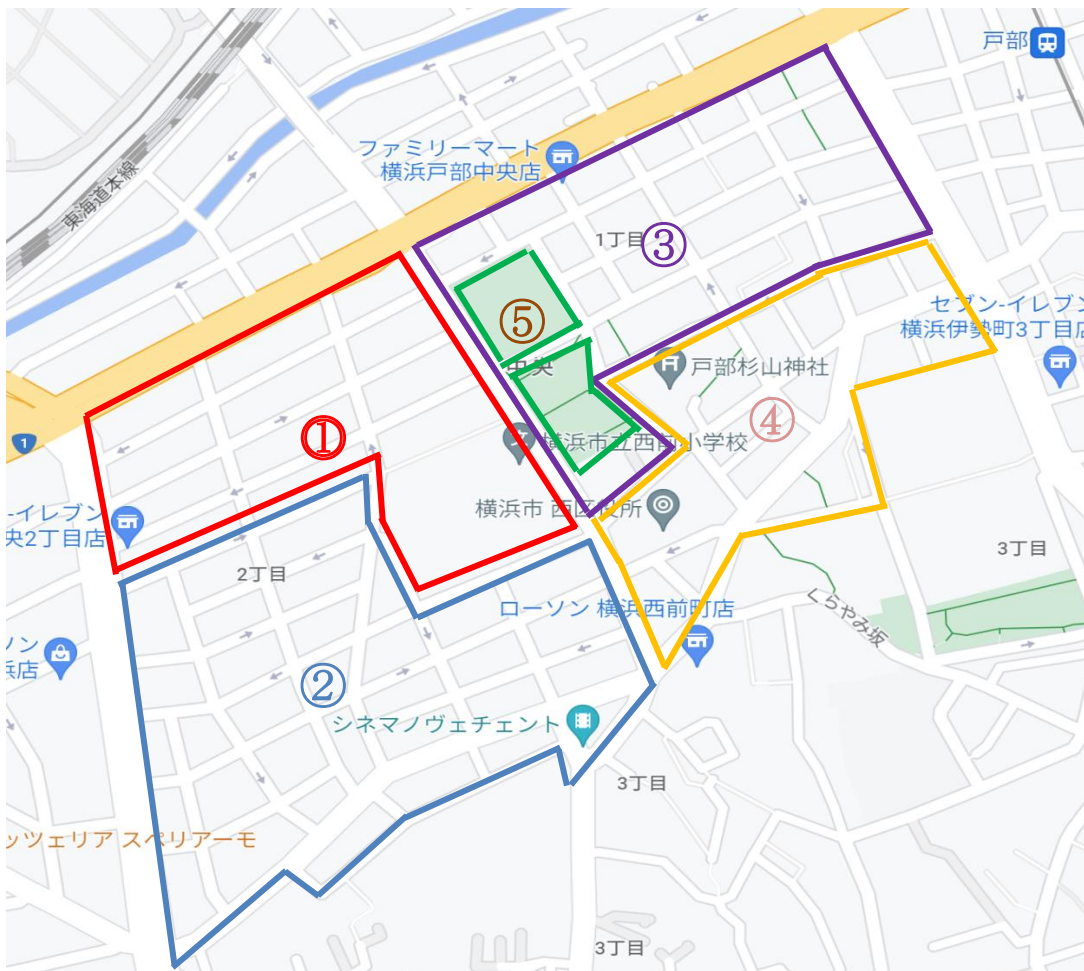 戸部
ファミリーマート
横浜戸部中央店
東海道本線
1丁目
③
セブン-イレブン
横浜伊勢町3丁目店
⑤
中央
戸部杉山神社
④
①
1
横浜市立西前小学校
-イレブン
央2丁目店
横浜市 西区役所
2丁目
3丁目
ローソン 横浜西前町店
くらやみ坂
ソン
浜店
②
シネマノヴェチェント
3丁目
ッツェリア スペリアーモ
3丁目